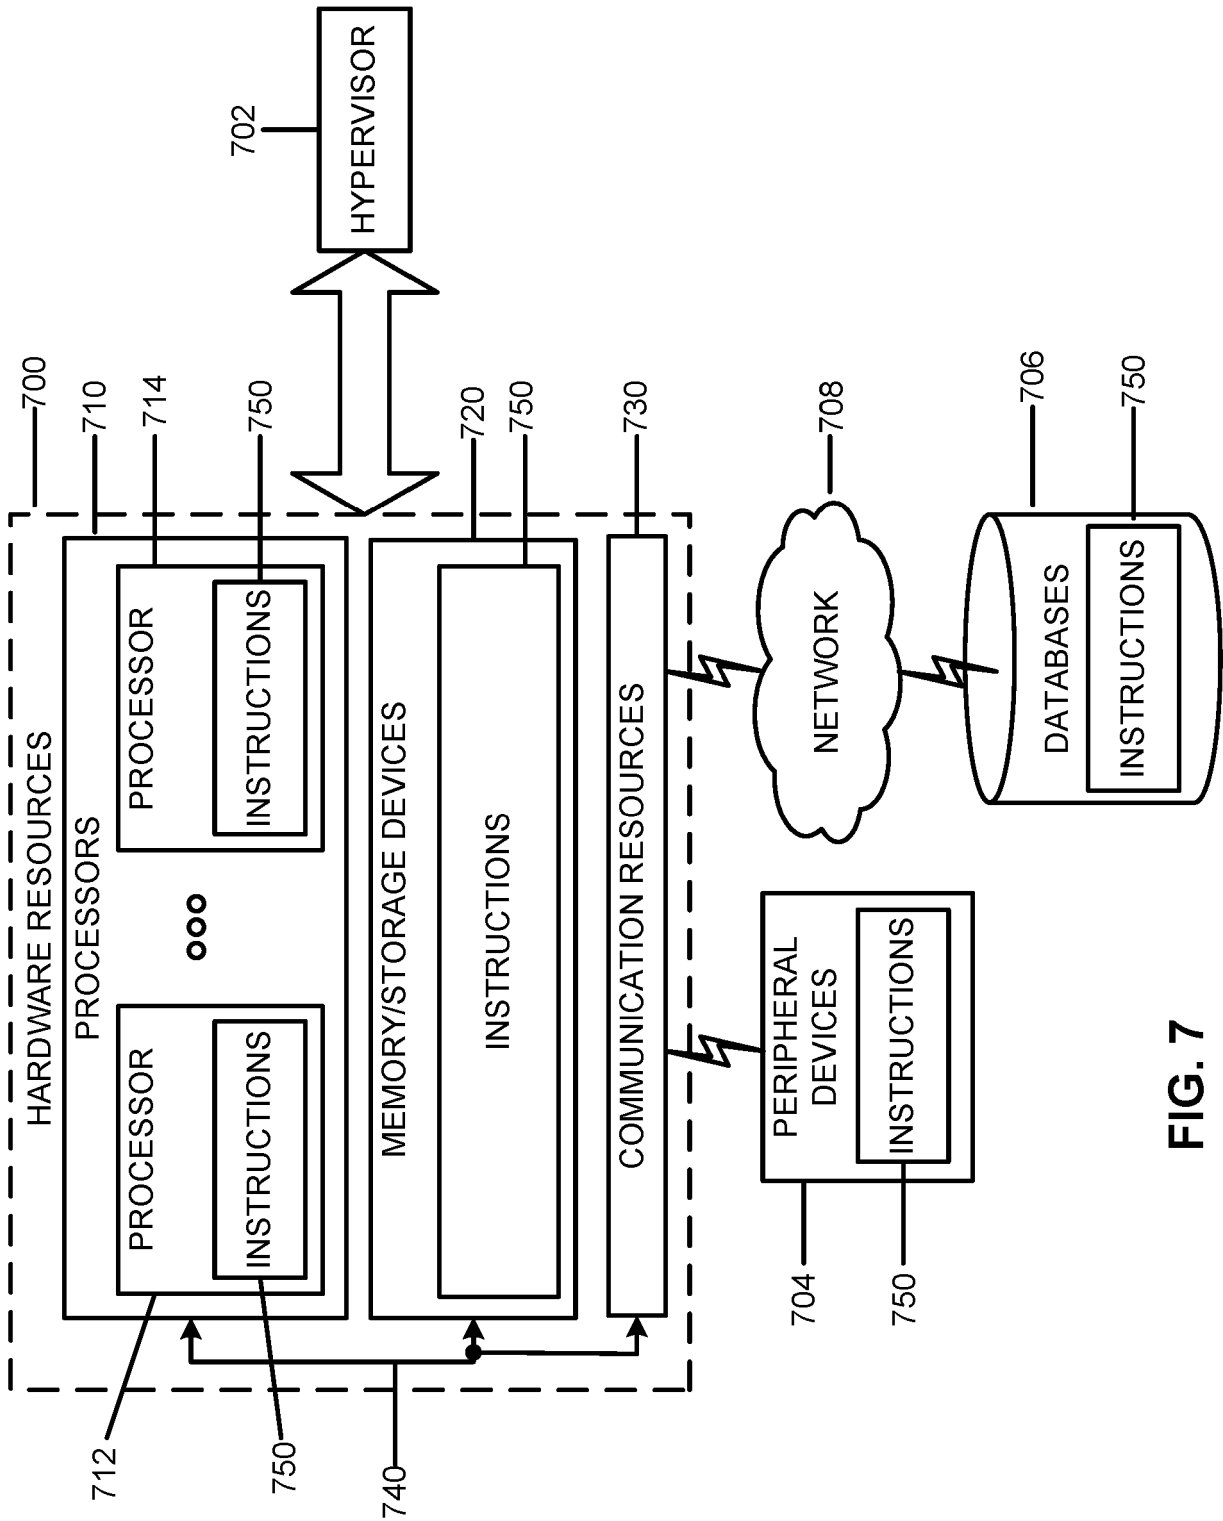 702
HYPERVISOR
700
710
714
750
720
750
730
HARDWARE RESOURCES
PROCESSORS
PROCESSOR
INSTRUCTIONS
PROCESSOR
INSTRUCTIONS
MEMORY/STORAGE DEVICES
INSTRUCTIONS
COMMUNICATION RESOURCES
712
750
740
708
NETWORK
706
750
DATABASES
INSTRUCTIONS
PERIPHERAL
DEVICES
INSTRUCTIONS
704
750
FIG. 7